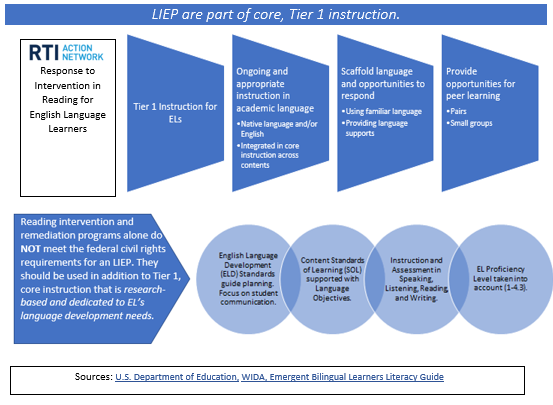 LIEP are part of core, Tier 1 instruction.
RTI ACTION
NETWORK
Response to
Intervention in
Reading for
English Language
Learners
Tier 1 Instruction for
ELs
Ongoing and
appropriate
instruction in
academic language
•Native language and/or
English
•Integrated in core
instruction across
contents
Scaffold language
and opportunities to
respond
•Using familiar language
•Providing language
supports
Provide
opportunities for
peer learning
•Pairs
•Small groups
Reading intervention and
remediation programs alone do
NOT meet the federal civil rights
requirements for an LIEP. They
should be used in addition to Tier 1,
core instruction that is research-
based and dedicated to EL's
language development needs.
English Language
Development
(ELD) Standards
guide planning.
Focus on student
communication.
Content Standards
of Learning (SOL)
supported with
Language
Objectives.
Instruction and
Assessment in
Speaking,
Listening, Reading,
and Writing.
EL Proficiency
Level taken into
account (1-4.3).
Sources: U.S. Department of Education, WIDA, Emergent Bilingual Learners Literacy Guide